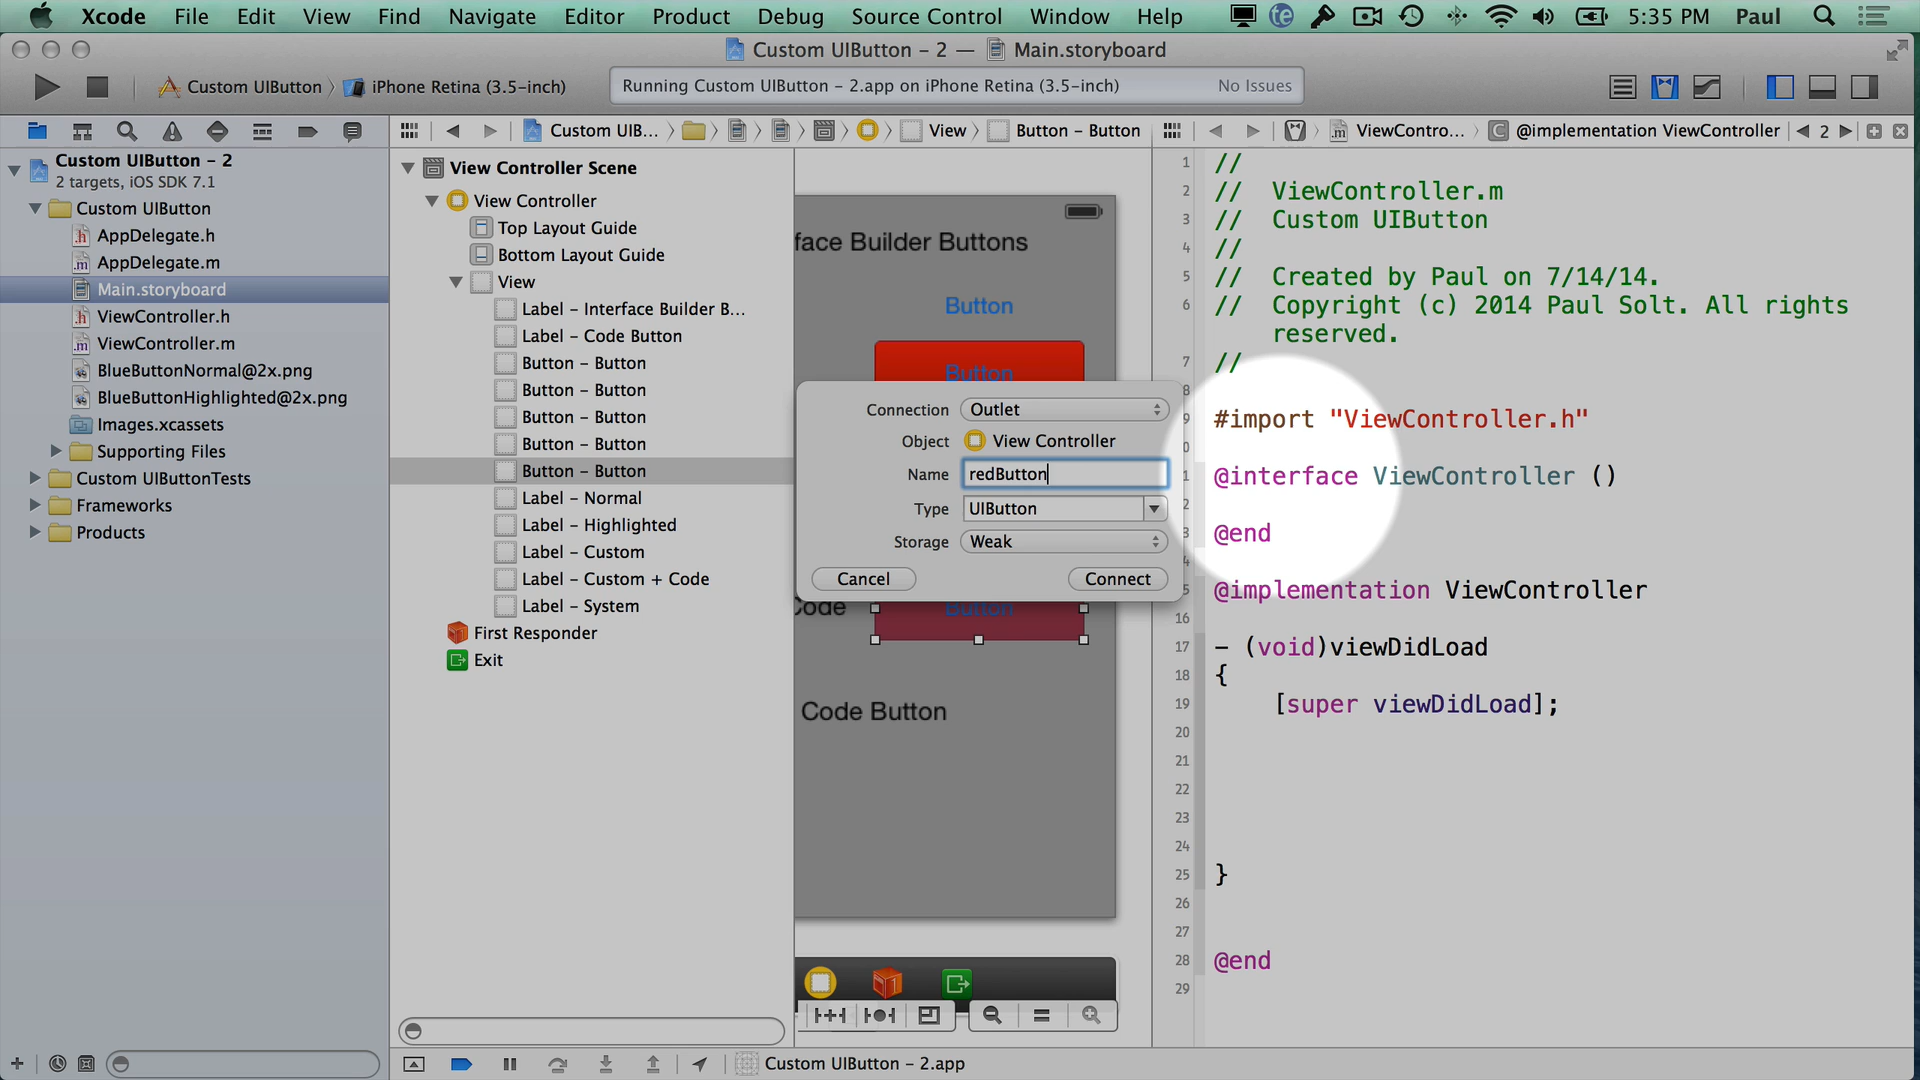 Xcode File Edit View Find Navigate Editor Product Debug Source Control Window Help te 5:35 PM Paul
Custom UIButton - 2 — Main.storyboard
Custom UIButton iPhone Retina (3.5-inch)
Running Custom UIButton - 2.app on iPhone Retina (3.5-inch) No Issues
Custom UIB... View Button - Button
ViewContro... @implementation ViewController 2
Custom UIButton - 2
2 targets, iOS SDK 7.1
Custom UIButton
AppDelegate.h
AppDelegate.m
Main.storyboard
ViewController.h
ViewController.m
BlueButtonNormal@2x.png
BlueButtonHighlighted@2x.png
Images.xcassets
Supporting Files
Custom UIButtonTests
Frameworks
Products
View Controller Scene
View Controller
Top Layout Guide
Bottom Layout Guide
View
Label - Interface Builder B...
Label - Code Button
Button - Button
Button - Button
Button - Button
Button - Button
Button - Button
Label - Normal
Label - Highlighted
Label - Custom
Label - Custom + Code
Label - System
First Responder
Exit
face Builder Buttons
Button
Button
Connection Outlet
Object View Controller
Name redButton
Type UIButton
Storage Weak
Cancel Connect
Code Button
Code Button
1 //
2 // ViewController.m
3 // Custom UIButton
4 //
5 // Created by Paul on 7/14/14.
6 // Copyright (c) 2014 Paul Solt. All rights
reserved.
7 //
8
9 #import "ViewController.h"
0
1 @interface ViewController ()
2
3 @end
4
5 @implementation ViewController
16
17 - (void)viewDidLoad
18 {
19 [super viewDidLoad];
20
21
22
23
24
25 }
26
27
28 @end
29
Custom UIButton - 2.app